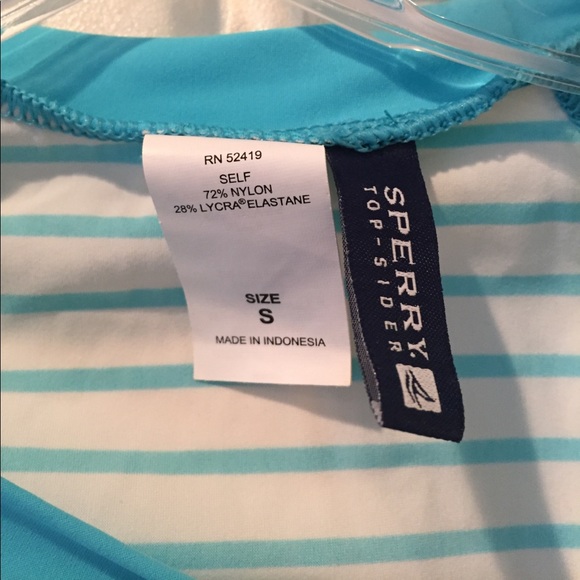 RN 52419
SELF
72% NYLON
28% LYCRA® ELASTANE
SIZE
S
MADE IN INDONESIA
SPERRY
TOP-SIDER